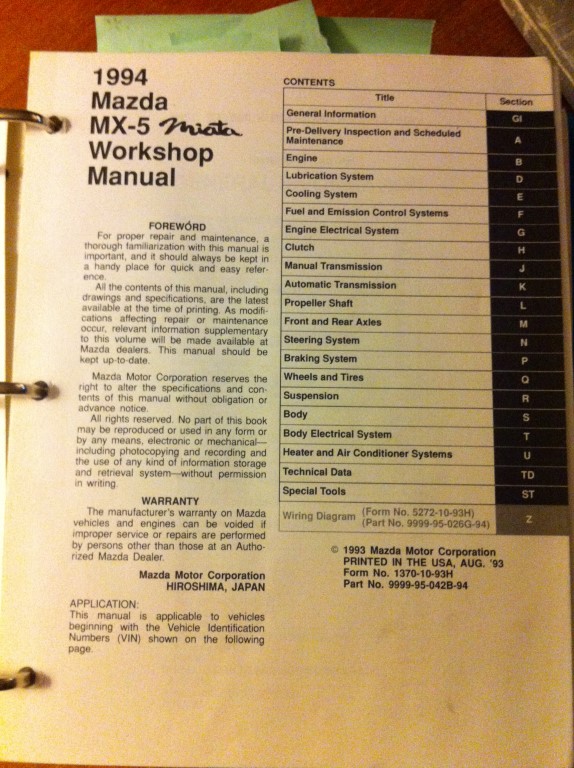 1994
Mazda
MX-5 Miata
Workshop
Manual
FOREWORD
For proper repair and maintenance, a
thorough familiarization with this manual is
important, and it should always be kept in
a handy place for quick and easy refer-
ence.
All the contents of this manual, including
drawings and specifications, are the latest
available at the time of printing. As modifi-
cations affecting repair or maintenance
occur, relevant information supplementary
to this volume will be made available at
Mazda dealers. This manual should be
kept up-to-date.
Mazda Motor Corporation reserves the
right to alter the specifications and con-
tents of this manual without obligation or
advance notice.
All rights reserved. No part of this book
may be reproduced or used in any form or
by any means, electronic or mechanical—
including photocopying and recording and
the use of any kind of information storage
and retrieval system—without permission
in writing.
WARRANTY
The manufacturer's warranty on Mazda
vehicles and engines can be voided if
improper service or repairs are performed
by persons other than those at an Autho-
rized Mazda Dealer.
Mazda Motor Corporation
HIROSHIMA, JAPAN
APPLICATION:
This manual is applicable to vehicles
beginning with the Vehicle Identification
Numbers (VIN) shown on the following
page.
CONTENTS
Title Section
General Information GI
Pre-Delivery Inspection and Scheduled
Maintenance A
Engine B
Lubrication System D
Cooling System E
Fuel and Emission Control Systems F
Engine Electrical System G
Clutch H
Manual Transmission J
Automatic Transmission K
Propeller Shaft L
Front and Rear Axles M
Steering System N
Braking System P
Wheels and Tires Q
Suspension R
Body S
Body Electrical System T
Heater and Air Conditioner Systems U
Technical Data TD
Special Tools ST
Wiring Diagram (Form No. 5272-10-93H)
(Part No. 9999-95-026G-94) Z
© 1993 Mazda Motor Corporation
PRINTED IN THE USA, AUG. '93
Form No. 1370-10-93H
Part No. 9999-95-042B-94